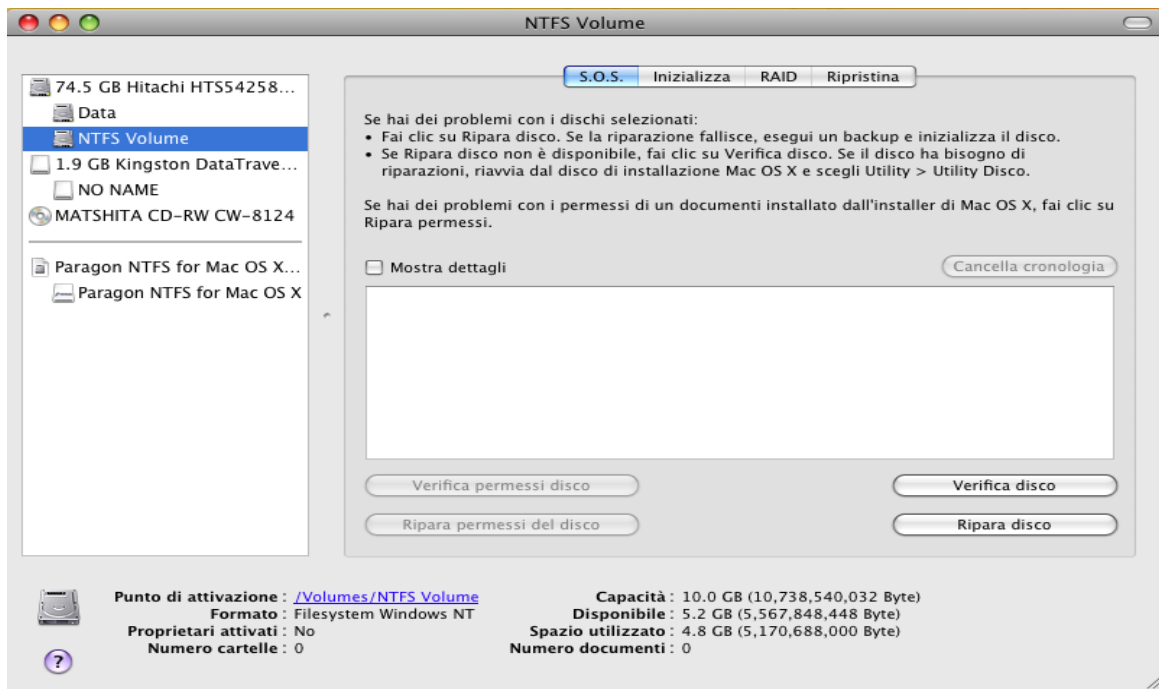 NTFS Volume
74.5 GB Hitachi HTS54258...
Data
NTFS Volume
1.9 GB Kingston DataTrave...
NO NAME
MATSHITA CD-RW CW-8124
Paragon NTFS for Mac OS X...
Paragon NTFS for Mac OS X
S.O.S. Inizializza RAID Ripristina
Se hai dei problemi con i dischi selezionati:
• Fai clic su Ripara disco. Se la riparazione fallisce, esegui un backup e inizializza il disco.
• Se Ripara disco non è disponibile, fai clic su Verifica disco. Se il disco ha bisogno di
riparazioni, riavvia dal disco di installazione Mac OS X e scegli Utility > Utility Disco.
Se hai dei problemi con i permessi di un documenti installato dall'installer di Mac OS X, fai clic su
Ripara permessi.
Mostra dettagli
Cancella cronologia
Verifica permessi disco
Verifica disco
Ripara permessi del disco
Ripara disco
Punto di attivazione : /Volumes/NTFS Volume
Formato : Filesystem Windows NT
Proprietari attivati : No
Numero cartelle : 0
Capacità : 10.0 GB (10,738,540,032 Byte)
Disponibile : 5.2 GB (5,567,848,448 Byte)
Spazio utilizzato : 4.8 GB (5,170,688,000 Byte)
Numero documenti : 0
?